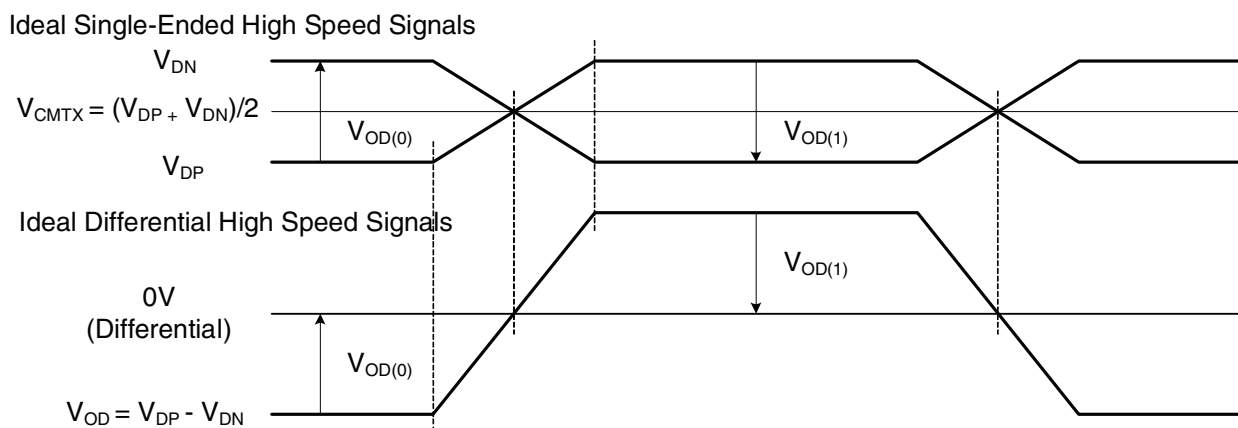 Ideal Single-Ended High Speed Signals
V_DN
V_CMTX = (V_DP + V_DN)/2
V_OD(0)
V_OD(1)
V_DP
Ideal Differential High Speed Signals
V_OD(1)
0V
(Differential)
V_OD(0)
V_OD = V_DP - V_DN